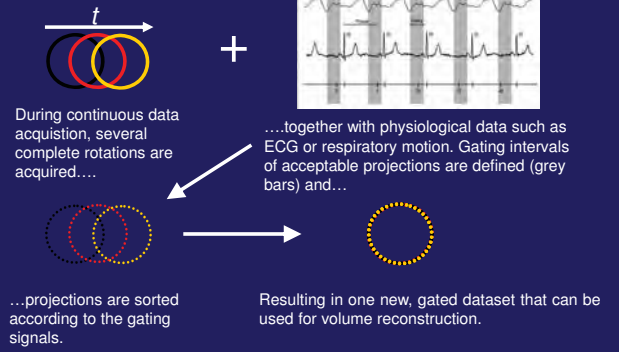 t
+
During continuous data
acquistion, several
complete rotations are
acquired….
….together with physiological data such as
ECG or respiratory motion. Gating intervals
of acceptable projections are defined (grey
bars) and…
…projections are sorted
according to the gating
signals.
Resulting in one new, gated dataset that can be
used for volume reconstruction.